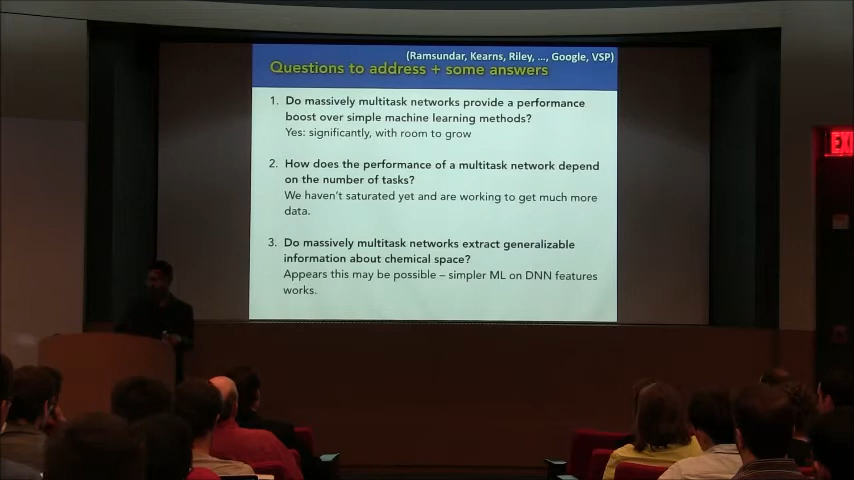 (Ramsundar, Kearns, Riley, ..., Google, VSP)
Questions to address + some answers
1. Do massively multitask networks provide a performance
boost over simple machine learning methods?
Yes: significantly, with room to grow
2. How does the performance of a multitask network depend
on the number of tasks?
We haven't saturated yet and are working to get much more
data.
3. Do massively multitask networks extract generalizable
information about chemical space?
Appears this may be possible – simpler ML on DNN features
works.
EXI